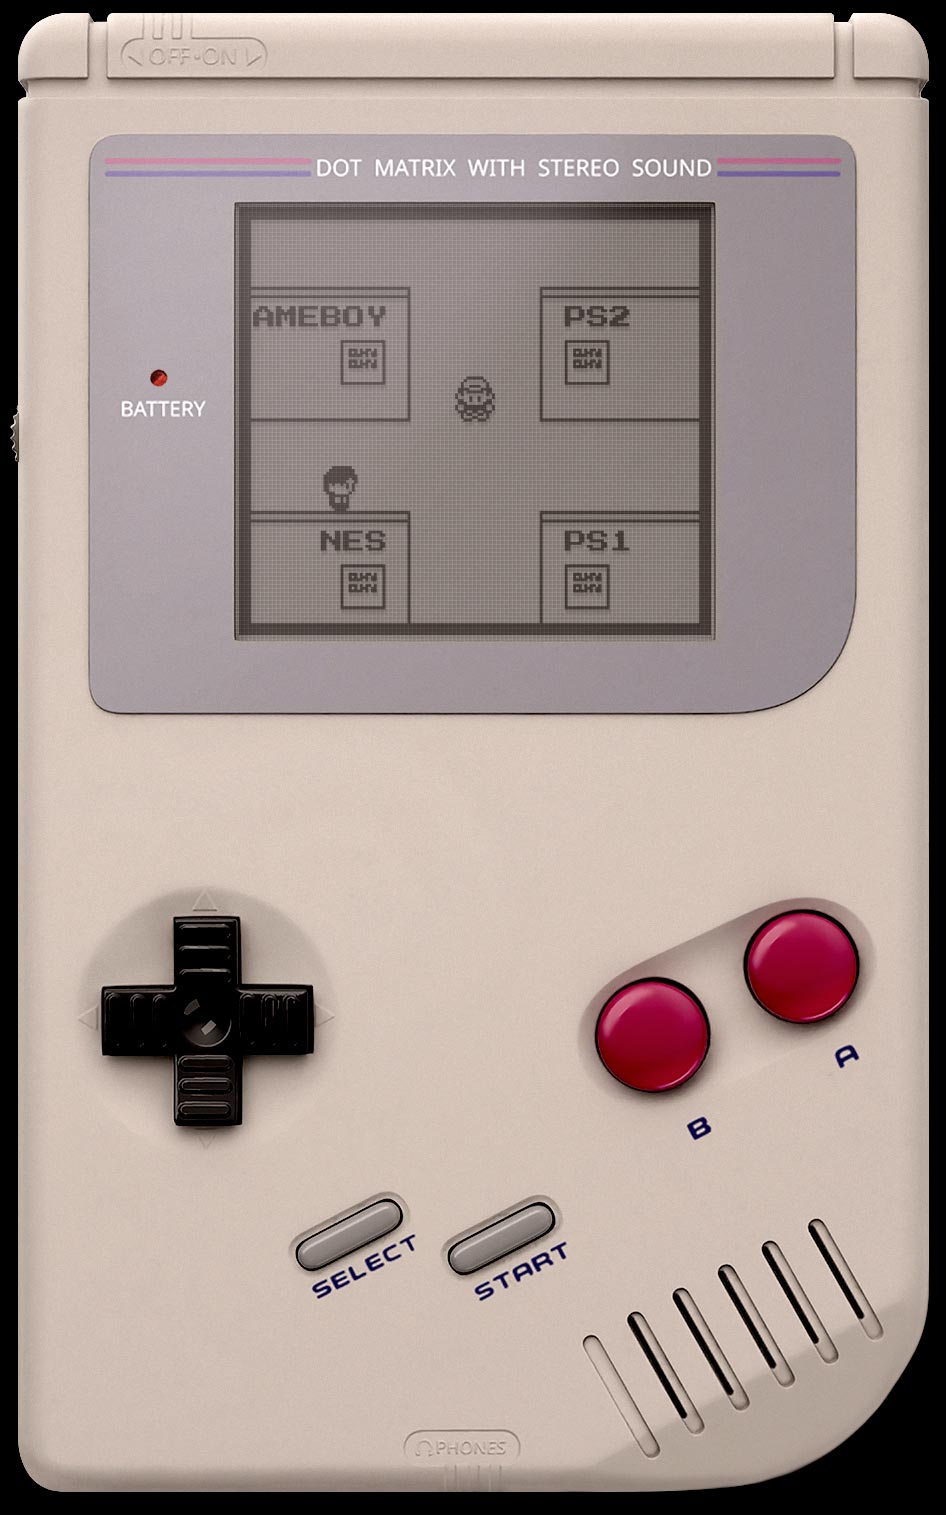 OFF•ON
DOT MATRIX WITH STEREO SOUND
AMEBOY
PS2
BATTERY
NES
PS1
A
B
SELECT
START
PHONES